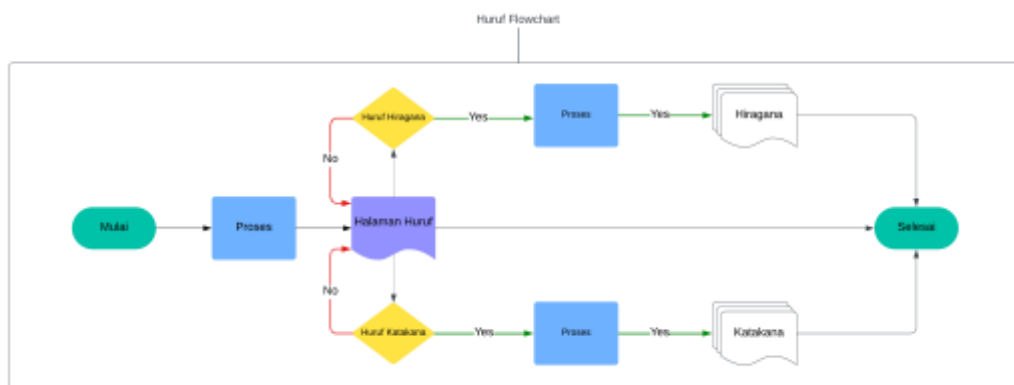 Huruf Flowchart
Huruf Hiragana
Yes
Proses
Yes
Hiragana
No
Mulai
Proses
Halaman Huruf
Selesai
No
Huruf Katakana
Yes
Proses
Yes
Katakana